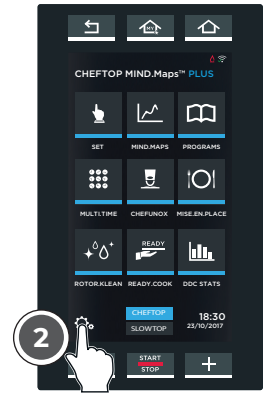 MY
CHEFTOP MIND.Maps™ PLUS
SET MIND.MAPS PROGRAMS
MULTI.TIME CHEFUNOX MISE.EN.PLACE
READY
ROTOR.KLEAN READY.COOK DDC STATS
CHEFTOP 18:30
SLOWTOP 23/10/2017
2
START
STOP